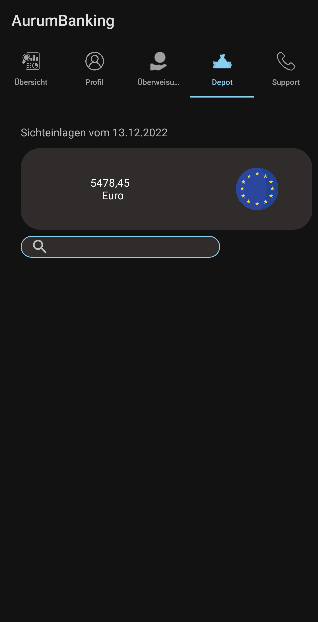 AurumBanking
Übersicht Profil Überweisu... Depot Support
Sichteinlagen vom 13.12.2022
5478,45
Euro